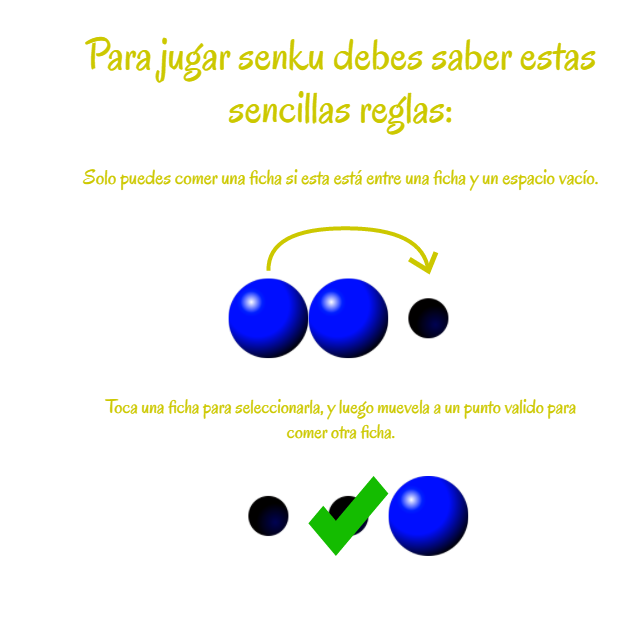 Para jugar senku debes saber estas
sencillas reglas:
Solo puedes comer una ficha si esta está entre una ficha y un espacio vacío.
Toca una ficha para seleccionarla, y luego muevela a un punto valido para
comer otra ficha.